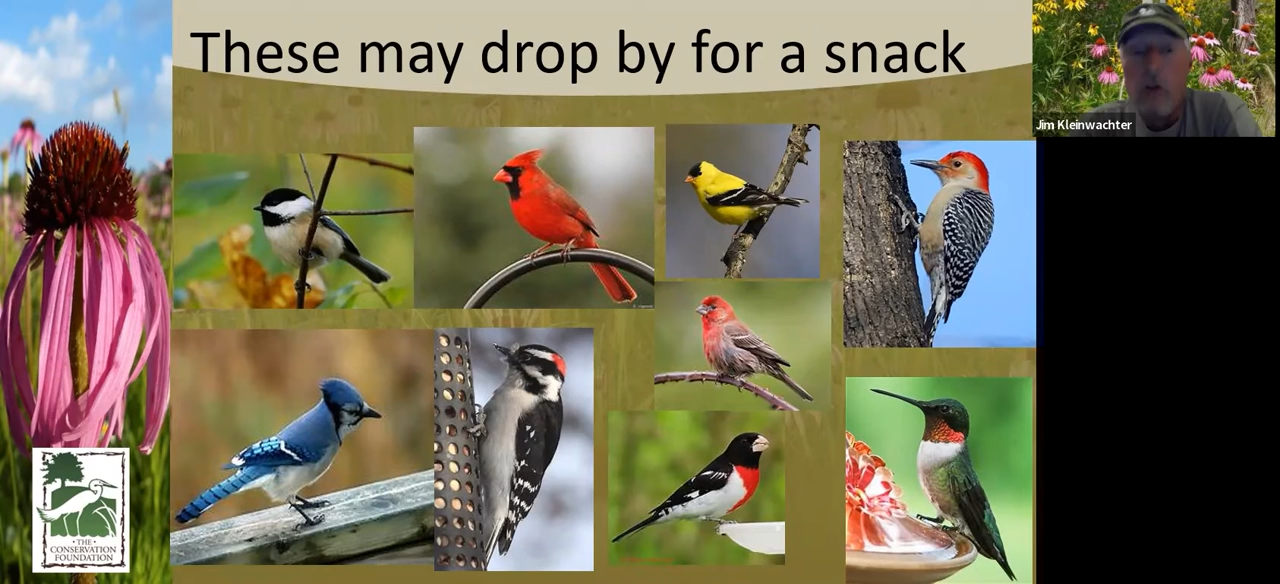 These may drop by for a snack
Jim Kleinwachter
• THE •
CONSERVATION
FOUNDATION